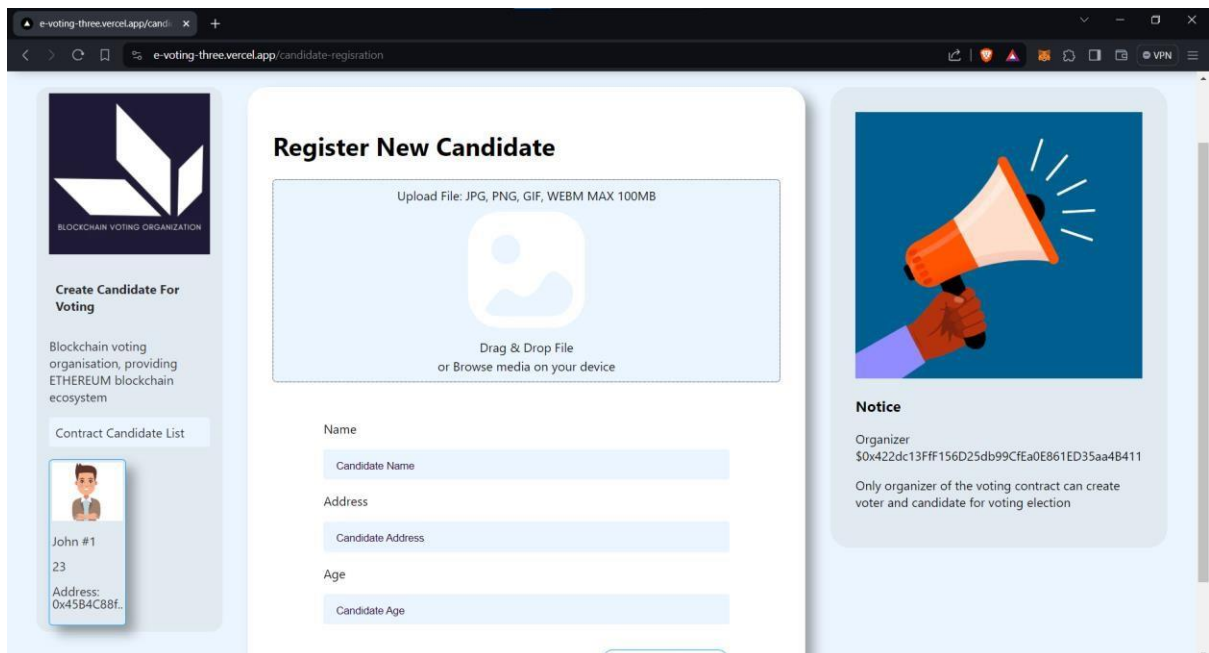 e-voting-three.vercel.app/candi
e-voting-three.vercel.app/candidate-regisration
VPN
BLOCKCHAIN VOTING ORGANIZATION
Create Candidate For
Voting
Blockchain voting
organisation, providing
ETHEREUM blockchain
ecosystem
Contract Candidate List
John #1
23
Address:
0x45B4C88f..
Register New Candidate
Upload File: JPG, PNG, GIF, WEBM MAX 100MB
Drag & Drop File
or Browse media on your device
Name
Candidate Name
Address
Candidate Address
Age
Candidate Age
Notice
Organizer
$0x422dc13FfF156D25db99CfEa0E861ED35aa4B411
Only organizer of the voting contract can create
voter and candidate for voting election